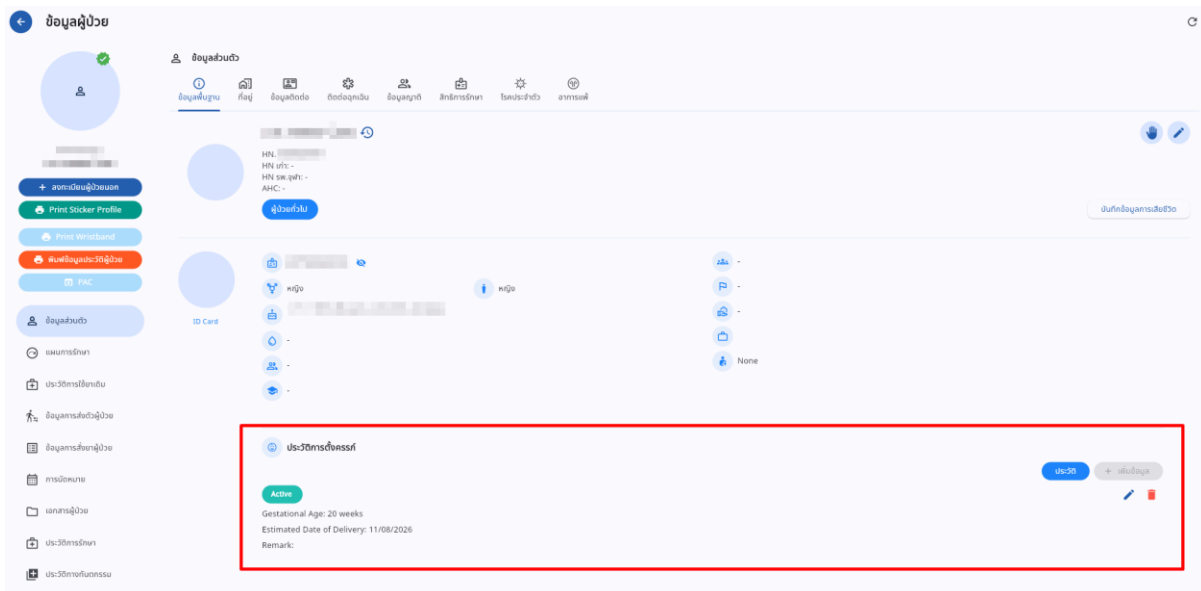 ข้อมูลผู้ป่วย
ข้อมูลส่วนตัว
ข้อมูลพื้นฐาน ที่อยู่ ข้อมูลติดต่อ ติดต่อฉุกเฉิน ข้อมูลญาติ สิทธิการรักษา โรคประจำตัว อาการแพ้
HN.
HN เก่า: -
HN รพ.จุฬา: -
AHC: -
ผู้ป่วยทั่วไป
บันทึกข้อมูลการเสียชีวิต
+ ลงทะเบียนผู้ป่วยนอก
Print Sticker Profile
Print Wristband
พิมพ์ข้อมูลประวัติผู้ป่วย
PAC
ข้อมูลส่วนตัว
แผนการรักษา
ประวัติการใช้ยาเดิม
ข้อมูลการส่งตัวผู้ป่วย
ข้อมูลการสั่งยาผู้ป่วย
การนัดหมาย
เอกสารผู้ป่วย
ประวัติการรักษา
ประวัติทางทันตกรรม
ID Card
-
หญิง หญิง -
-
-
-
-
None
ประวัติการตั้งครรภ์
ประวัติ + เพิ่มข้อมูล
Active
Gestational Age: 20 weeks
Estimated Date of Delivery: 11/08/2026
Remark: